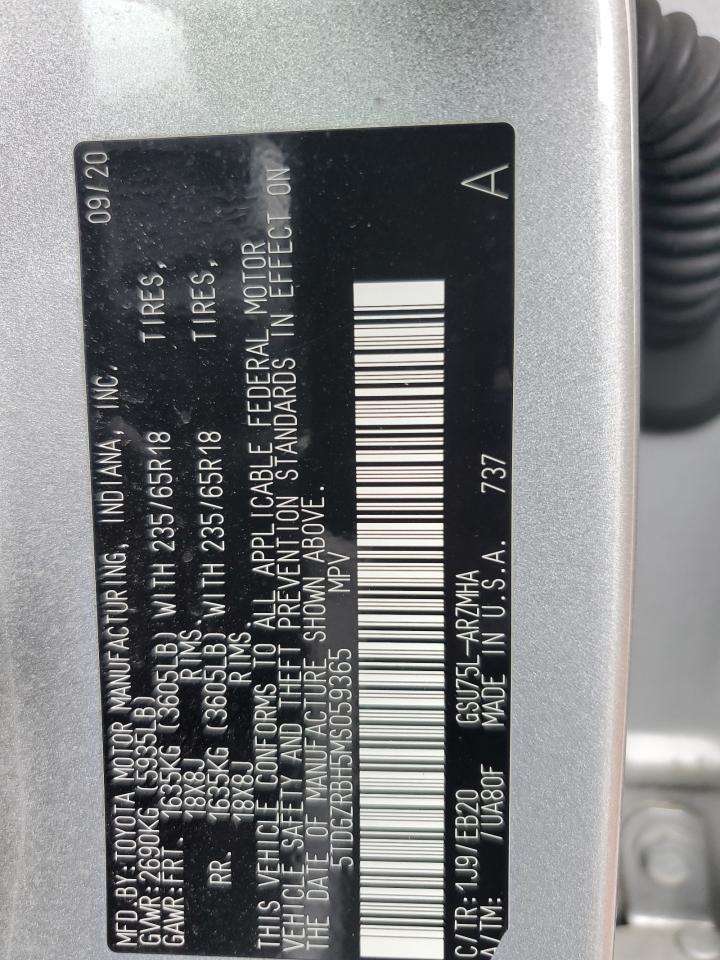 MFD.BY:TOYOTA MOTOR MANUFACTURING, INDIANA, INC. 09/20
GVWR:2690KG (5935LB)
GAWR:FRT. 1635KG (3605LB) WITH 235/65R18 TIRES,
18X8J RIMS.
RR. 1635KG (3605LB) WITH 235/65R18 TIRES,
18X8J RIMS.
THIS VEHICLE CONFORMS TO ALL APPLICABLE FEDERAL MOTOR
VEHICLE SAFETY AND THEFT PREVENTION STANDARDS IN EFFECT ON
THE DATE OF MANUFACTURE SHOWN ABOVE.
5TDGZRBH5MS059365 MPV
C/TR:1J9/EB20 GSU75L-ARZMHA A
A/TM: /UA80F MADE IN U.S.A. 737